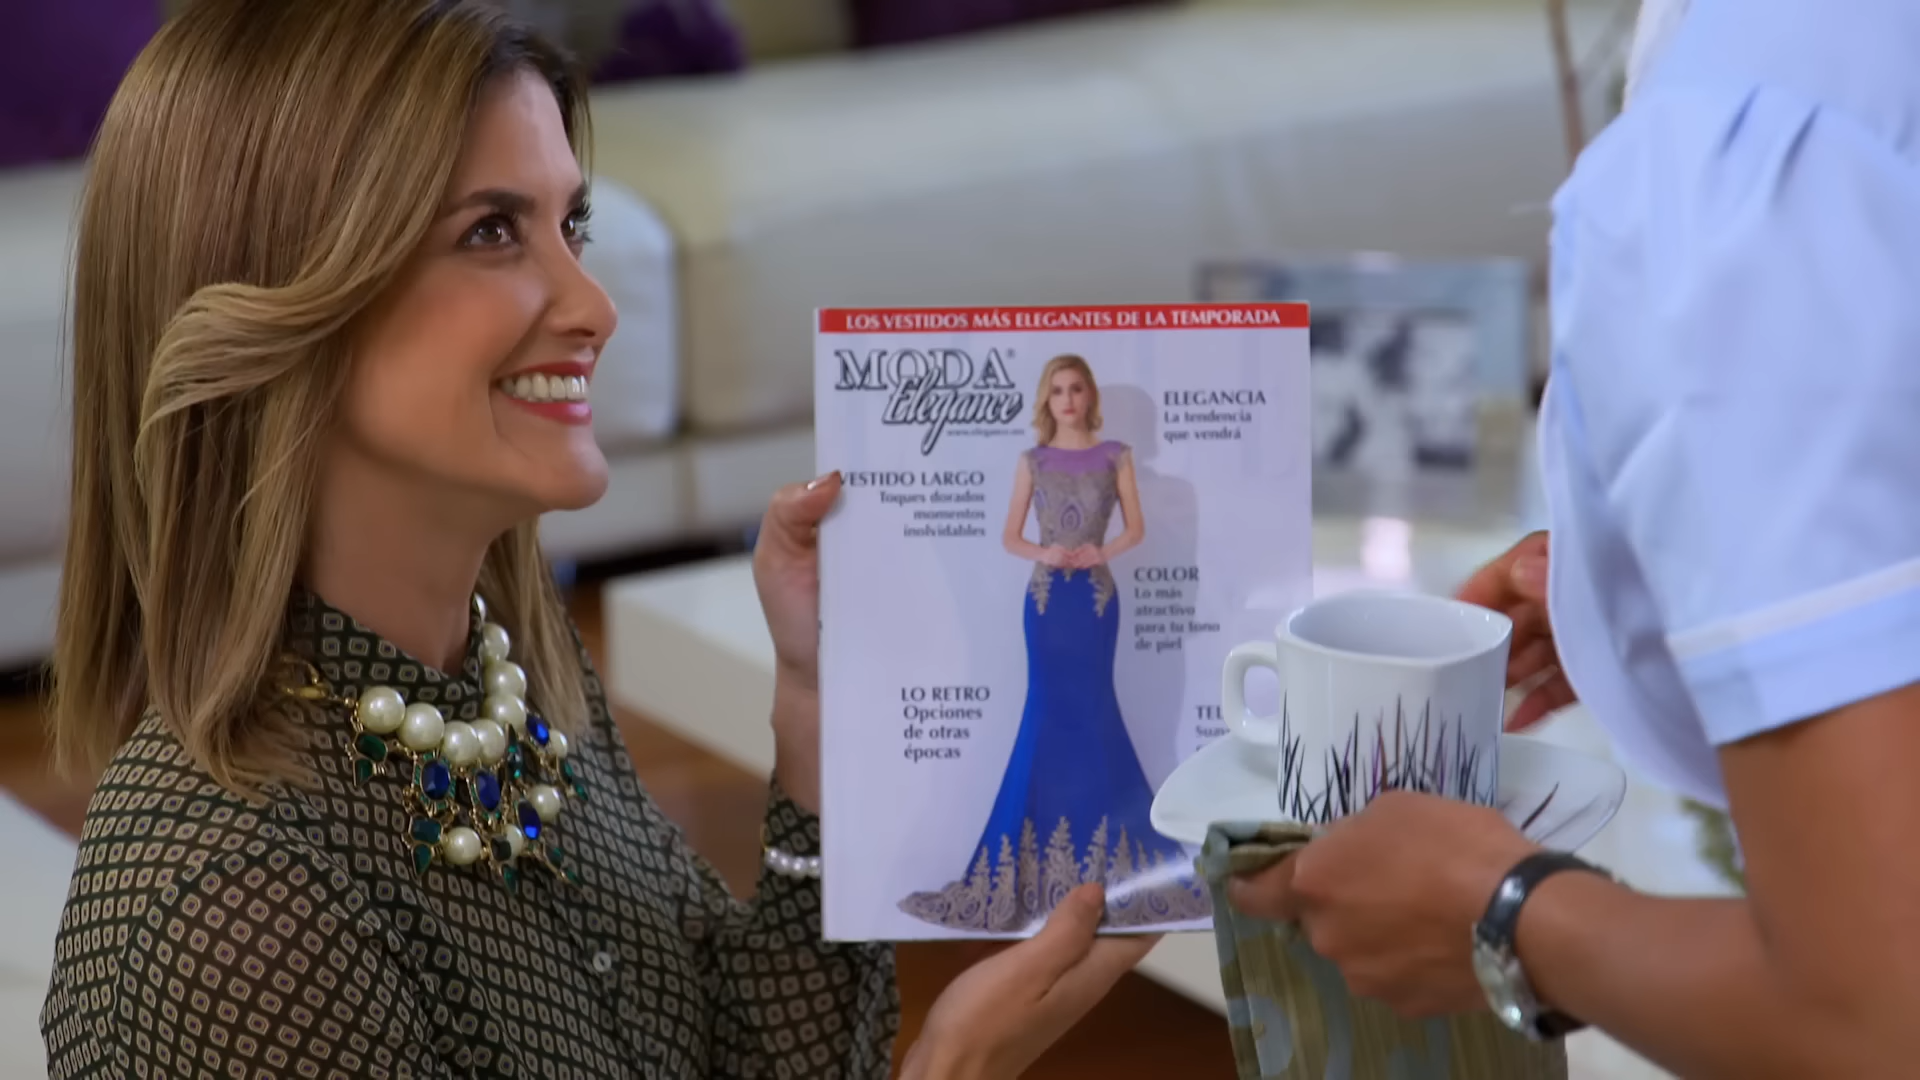 LOS VESTIDOS MÁS ELEGANTES DE LA TEMPORADA
MODA®
Elegance
ELEGANCIA
La tendencia
que vendrá
VESTIDO LARGO
Toques dorados
momentos
inolvidables
COLOR
Lo más
atractivo
para tu tono
de piel
LO RETRO
Opciones
de otras
épocas